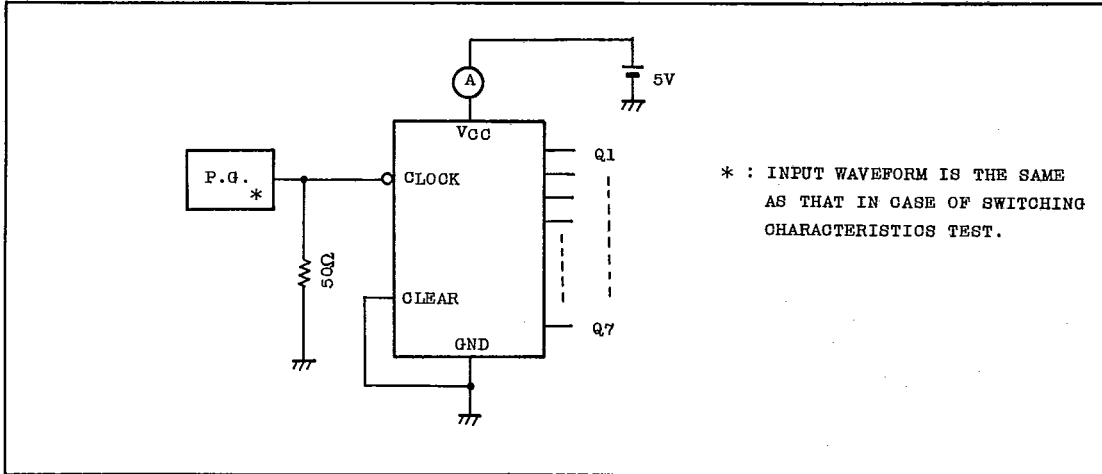 A
5V
VCC
Q1
P.G. *
CLOCK
* : INPUT WAVEFORM IS THE SAME
AS THAT IN CASE OF SWITCHING
CHARACTERISTICS TEST.
50Ω
CLEAR
Q7
GND